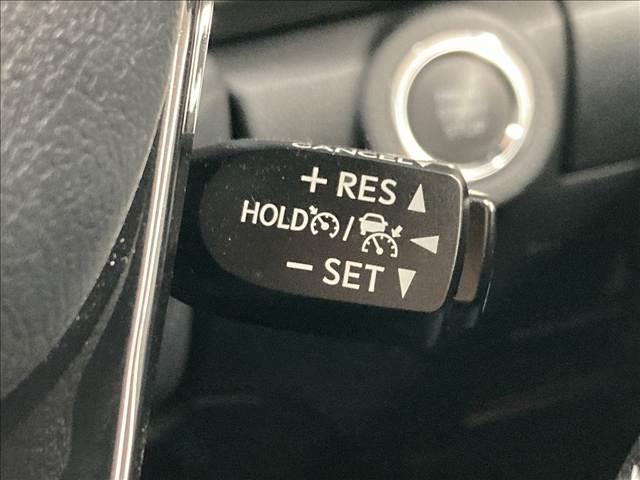 CANCEL
+ RES ▲
HOLD / ◀
− SET ▼